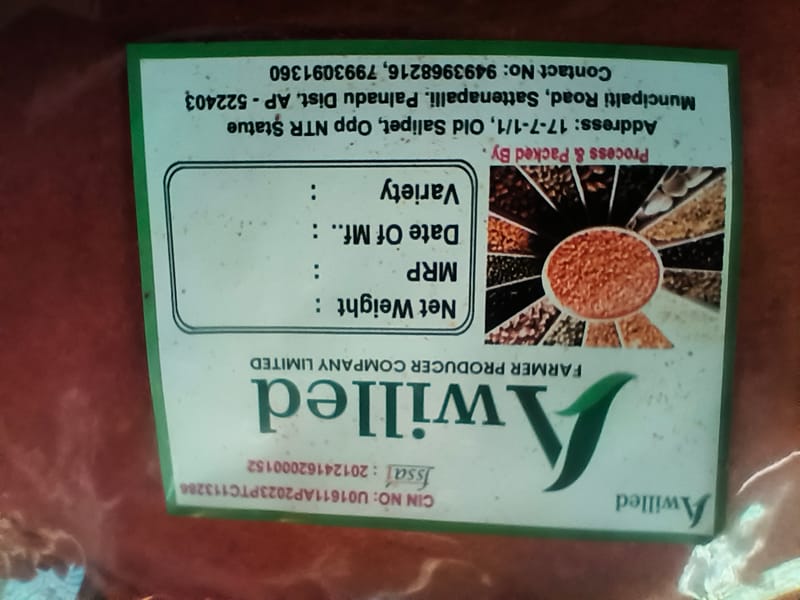 Awilled
CIN NO: U01611AP2023PTC113286
fssai : 20124162000152
Awilled
FARMER PRODUCER COMPANY LIMITED
Net Weight :
MRP :
Date Of Mf.. :
Variety :
Process & Packed By
Address: 17-7-1/1, Old Salipet, Opp NTR Statue
Muncipalti Road, Sattenapalli. Palnadu Dist, AP - 522403
Contact No: 9493968216, 7993091360